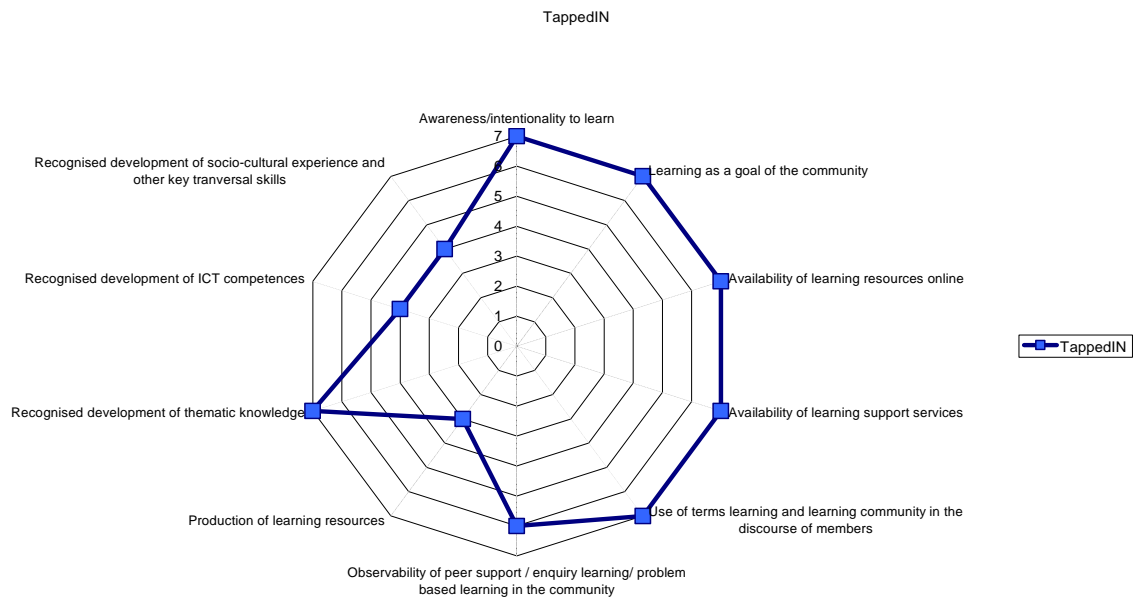 TappedIN
Awareness/intentionality to learn
7
6
5
4
3
2
1
0
Learning as a goal of the community
Availability of learning resources online
Availability of learning support services
Use of terms learning and learning community in the
discourse of members
Observability of peer support / enquiry learning/ problem
based learning in the community
Production of learning resources
Recognised development of thematic knowledge
Recognised development of ICT competences
Recognised development of socio-cultural experience and
other key tranversal skills
TappedIN